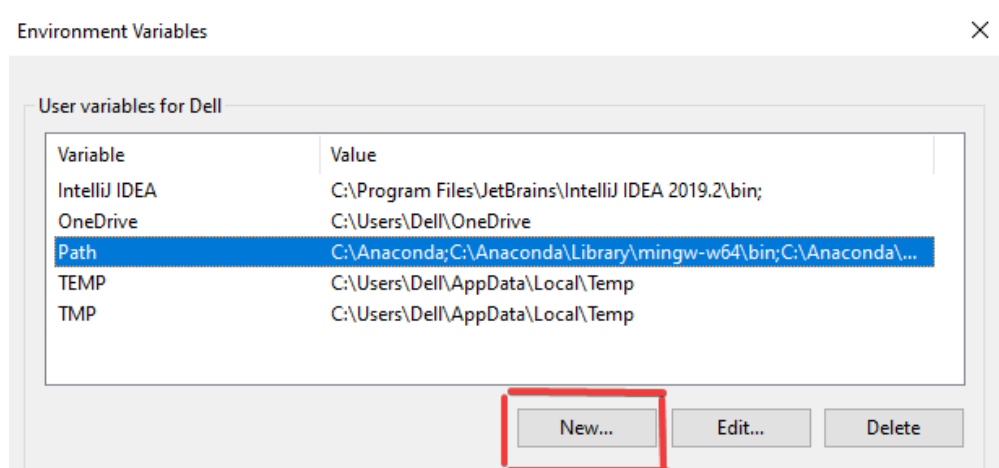 Environment Variables
User variables for Dell
Variable Value
IntelliJ IDEA C:\Program Files\JetBrains\IntelliJ IDEA 2019.2\bin;
OneDrive C:\Users\Dell\OneDrive
Path C:\Anaconda;C:\Anaconda\Library\mingw-w64\bin;C:\Anaconda\...
TEMP C:\Users\Dell\AppData\Local\Temp
TMP C:\Users\Dell\AppData\Local\Temp
New... Edit... Delete